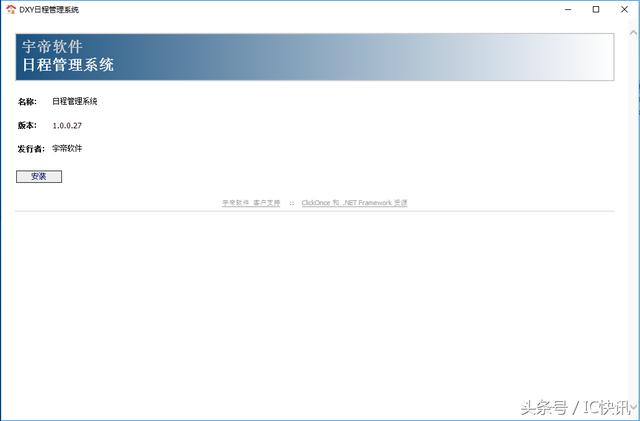 DXY日程管理系统
宇帝软件
日程管理系统
名称: 日程管理系统
版本: 1.0.0.27
发行者: 宇帝软件
安装
宇帝软件 客户支持 :: ClickOnce 和 .NET Framework 资源
头条号 / IC快讯